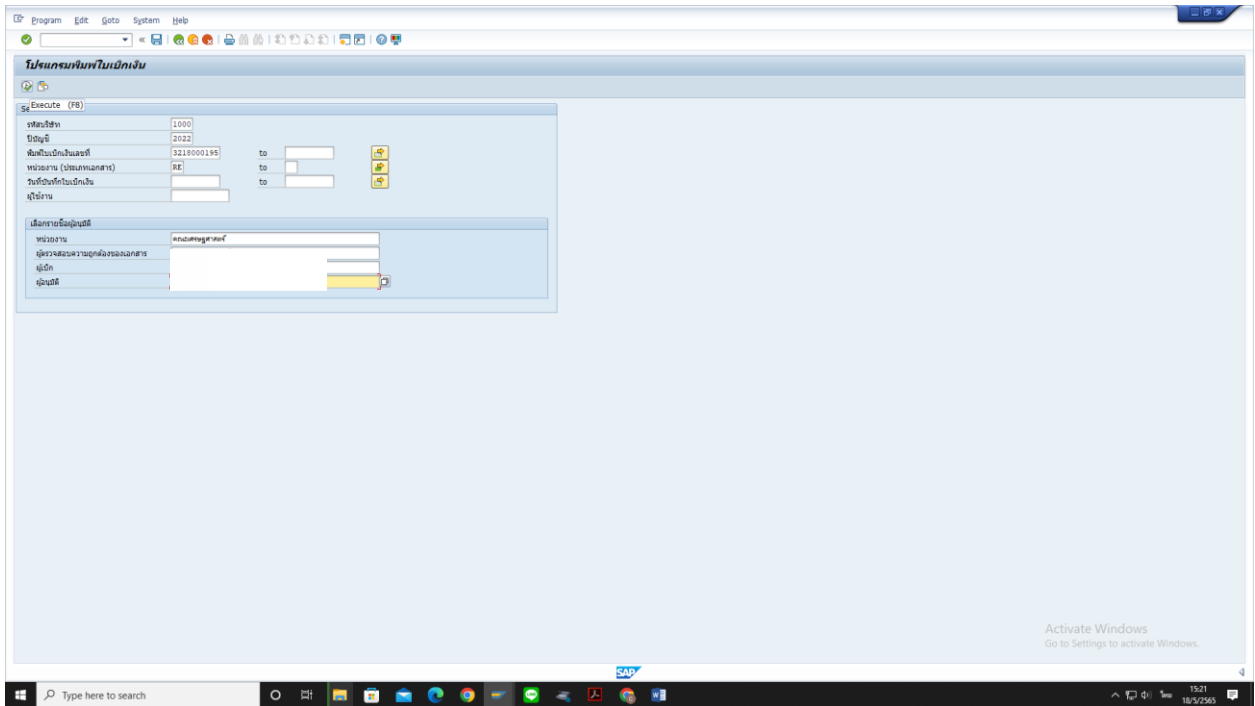 Program Edit Goto System Help
โปรแกรมพิมพ์ใบเบิกเงิน
Se
Execute (F8)
รหัสบริษัท 1000
ปีบัญชี 2022
พิมพ์ใบเบิกเงินเลขที่ 3218000195 to
หน่วยงาน (ประเภทเอกสาร) RE to
วันที่บันทึกใบเบิกเงิน to
ผู้ใช้งาน
เลือกรายชื่อผู้อนุมัติ
หน่วยงาน คณะเศรษฐศาสตร์
ผู้ตรวจสอบความถูกต้องของเอกสาร
ผู้เบิก
ผู้อนุมัติ
Activate Windows
Go to Settings to activate Windows.
SAP
Type here to search
ไทย
15:21
18/5/2565